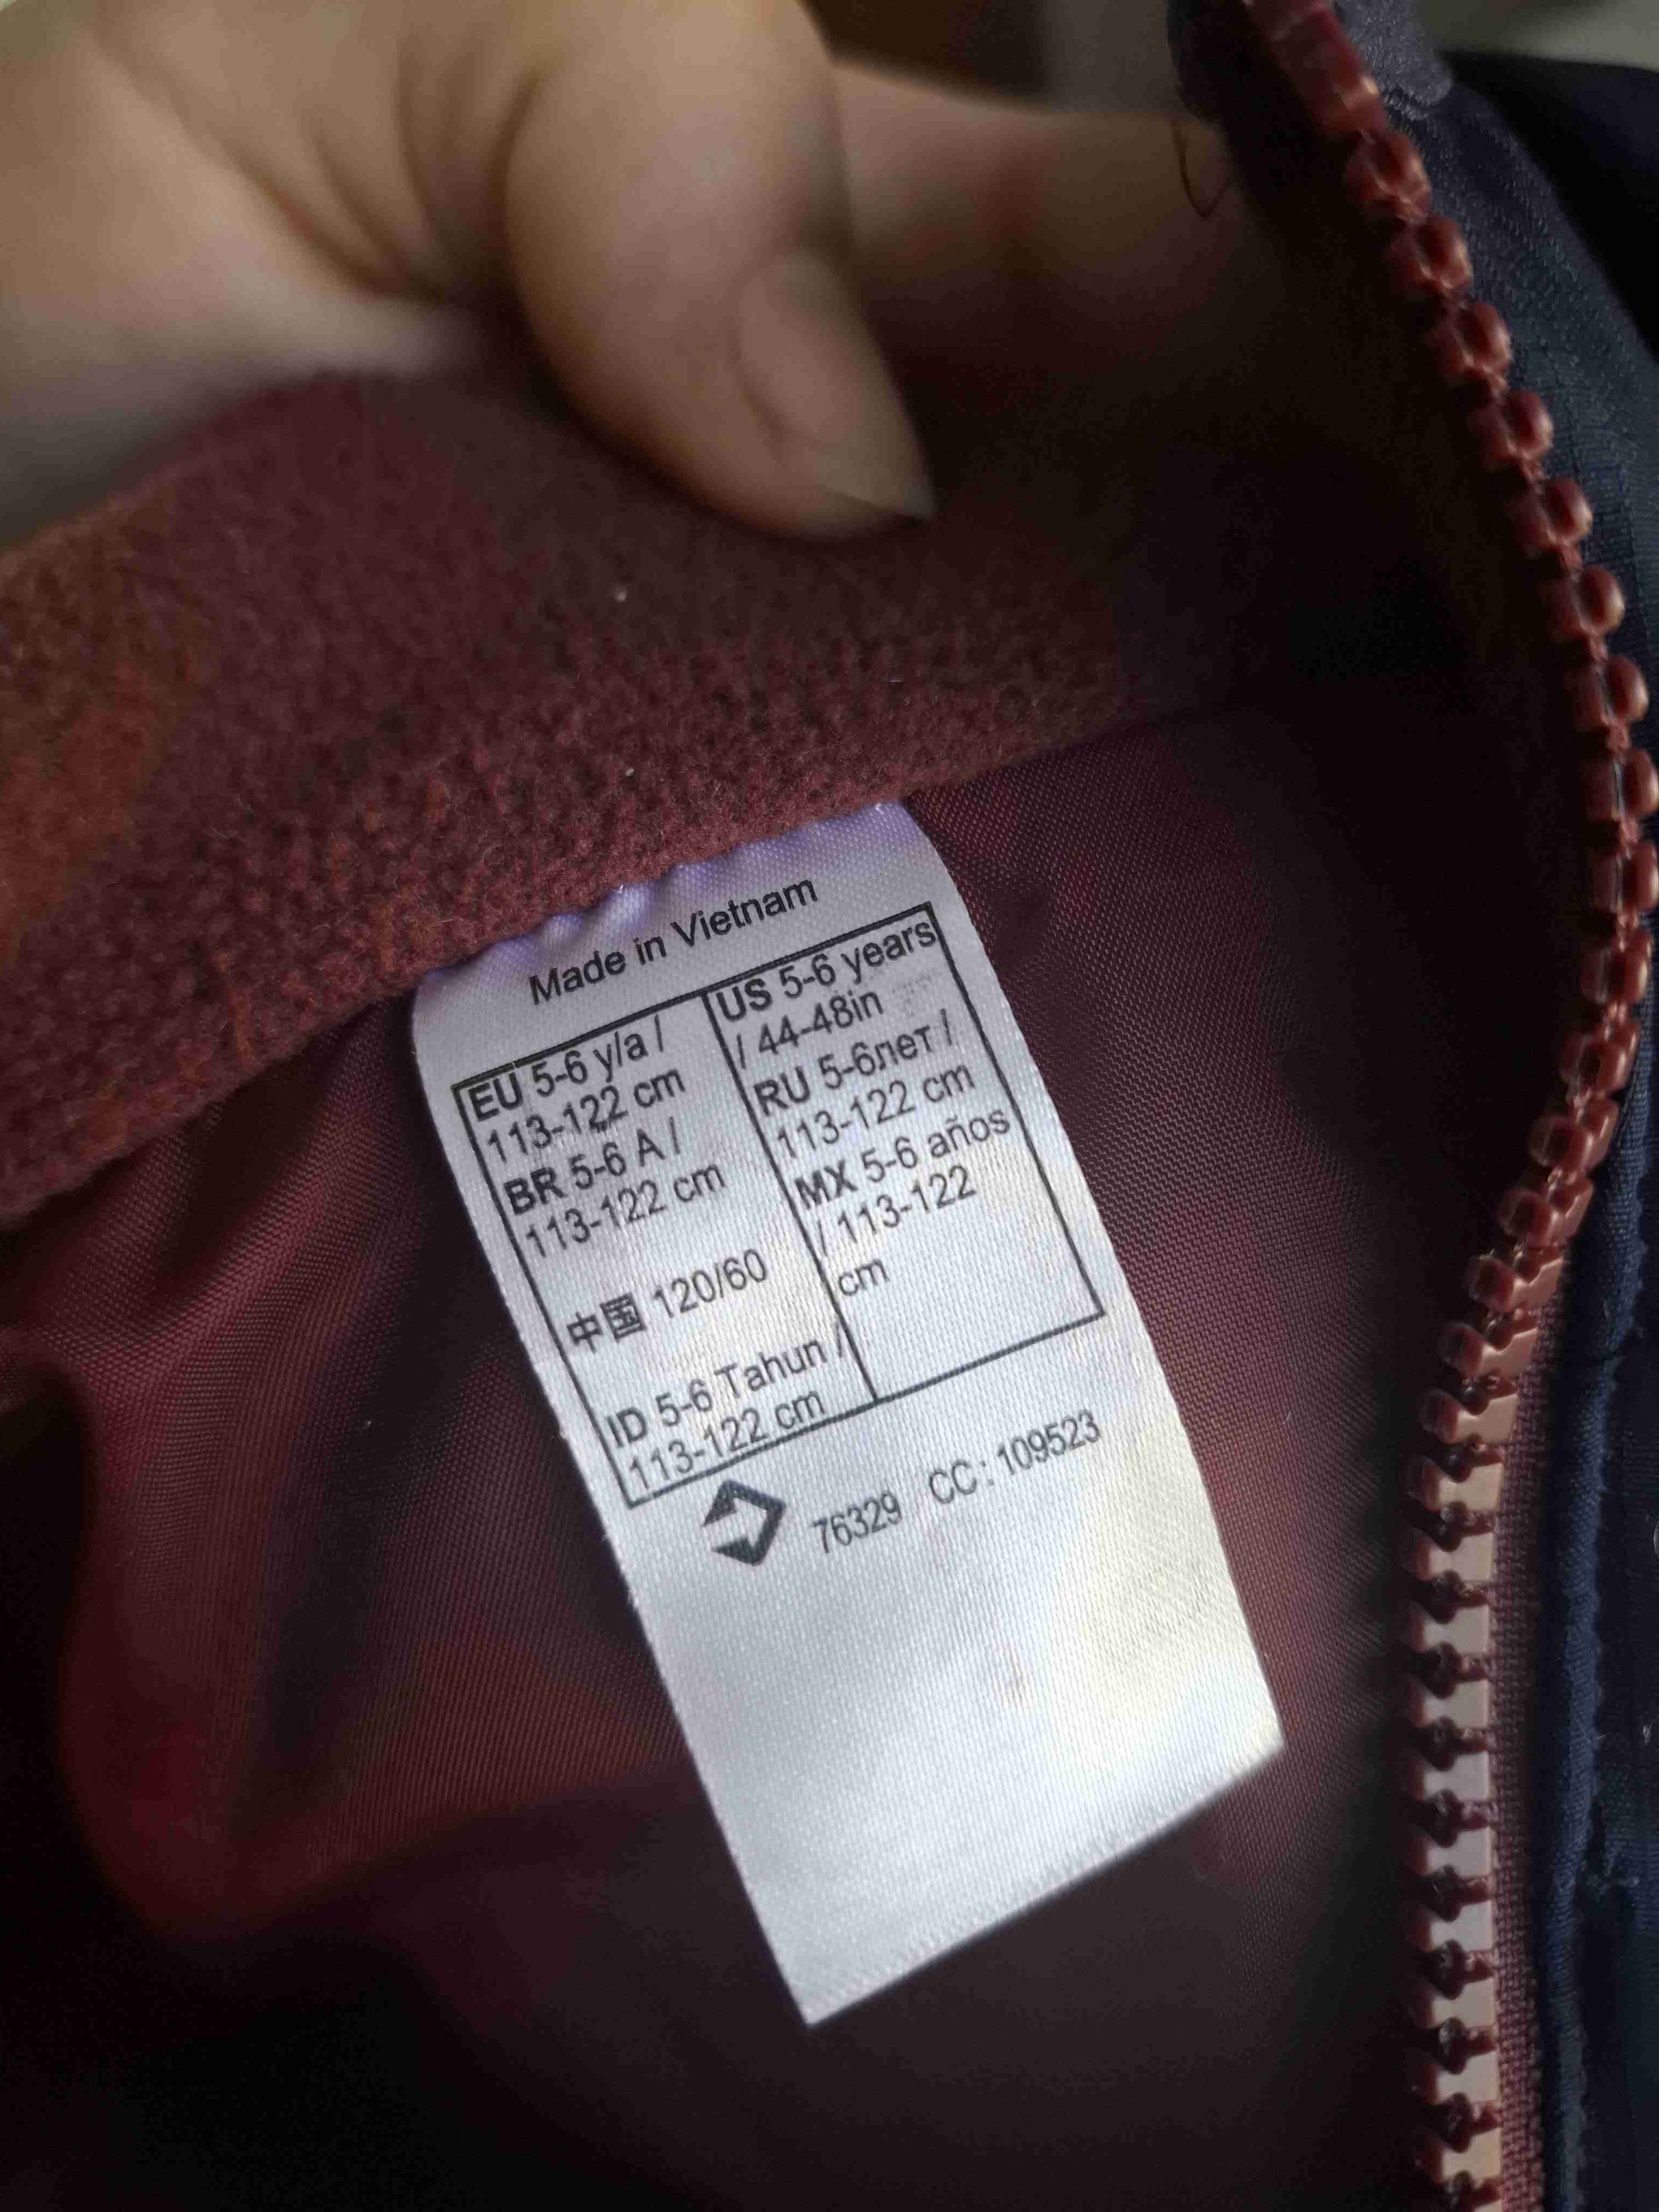 Made in Vietnam
EU 5-6 y/a /
113-122 cm
BR 5-6 A /
113-122 cm
中国 120/60
ID 5-6 Tahun /
113-122 cm
US 5-6 years
/ 44-48in
RU 5-6лет /
113-122 cm
MX 5-6 años
/ 113-122
cm
76329 CC: 109523